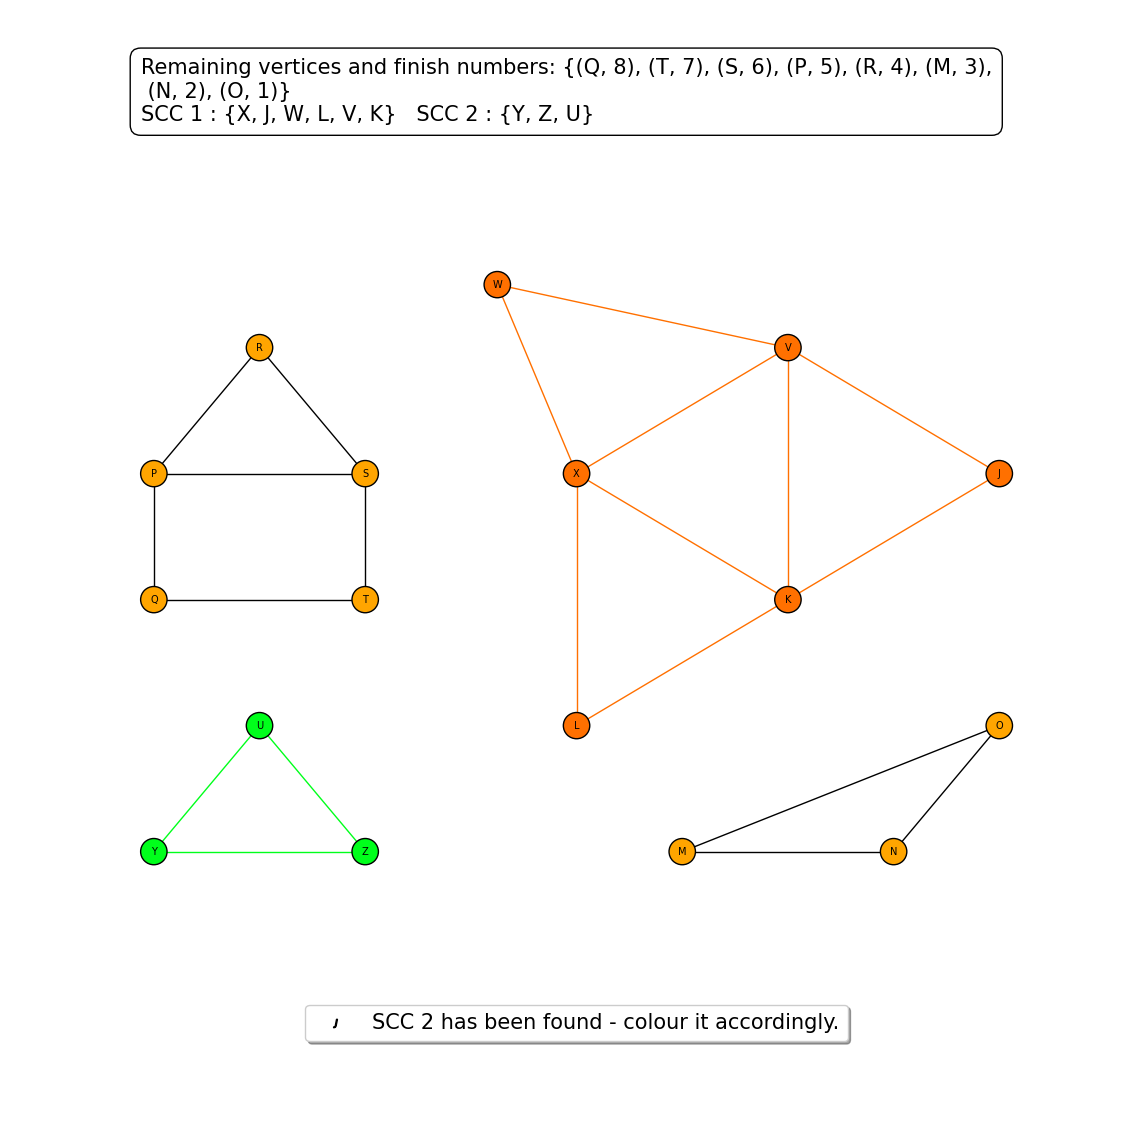 Remaining vertices and finish numbers: {(Q, 8), (T, 7), (S, 6), (P, 5), (R, 4), (M, 3),
(N, 2), (O, 1)}
SCC 1 : {X, J, W, L, V, K}   SCC 2 : {Y, Z, U}
W
R
V
P
S
X
J
Q
T
K
U
L
O
Y
Z
M
N
SCC 2 has been found - colour it accordingly.